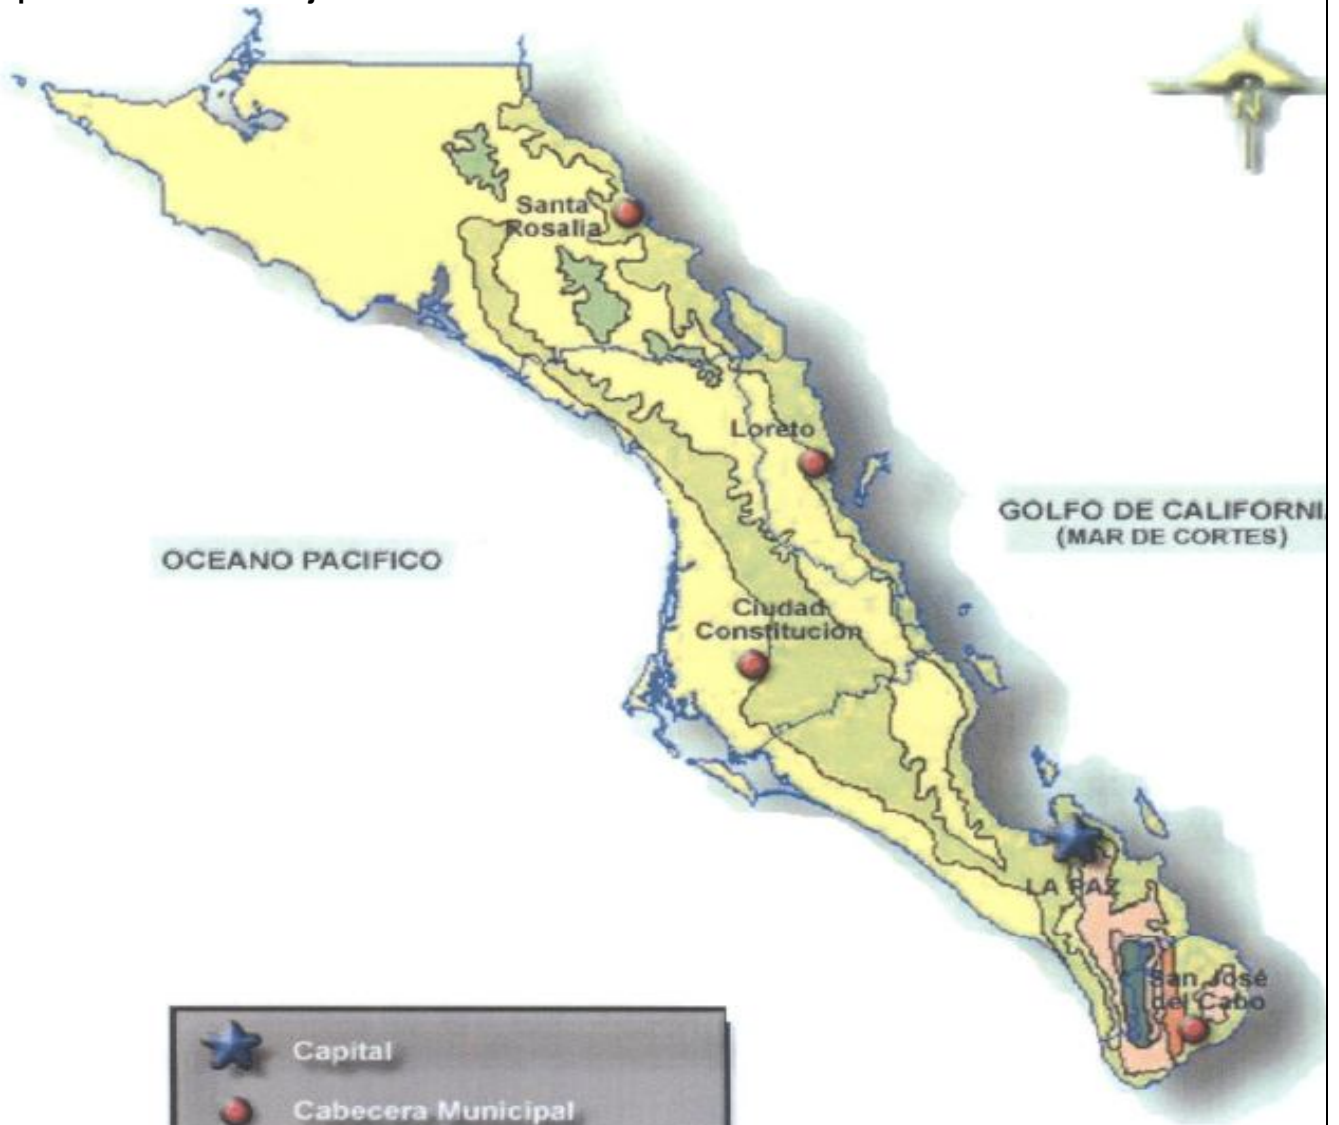 N
Santa
Rosalia
Loreto
GOLFO DE CALIFORNI
(MAR DE CORTES)
OCEANO PACIFICO
Ciudad
Constitución
LA PAZ
San José
del Cabo
Capital
Cabecera Municipal